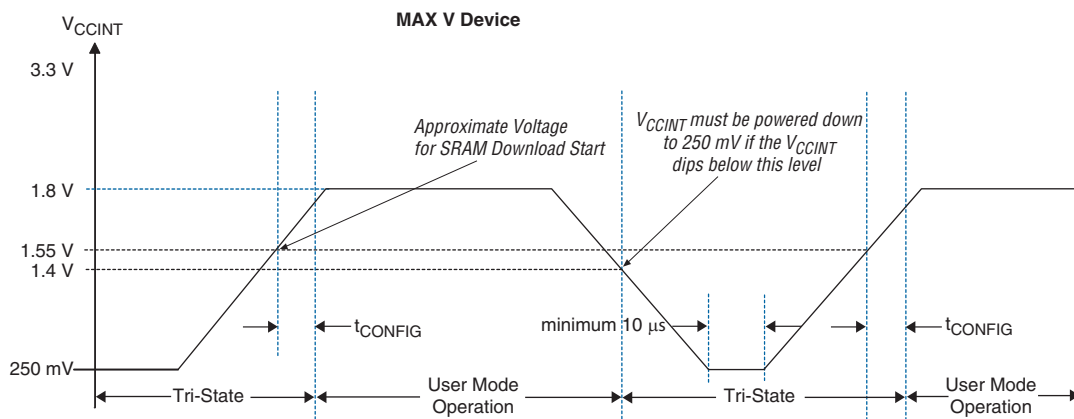 MAX V Device
VCCINT
3.3 V
Approximate Voltage
for SRAM Download Start
VCCINT must be powered down
to 250 mV if the VCCINT
dips below this level
1.8 V
1.55 V
1.4 V
tCONFIG
minimum 10 µs
tCONFIG
250 mV
Tri-State
User Mode
Operation
Tri-State
User Mode
Operation